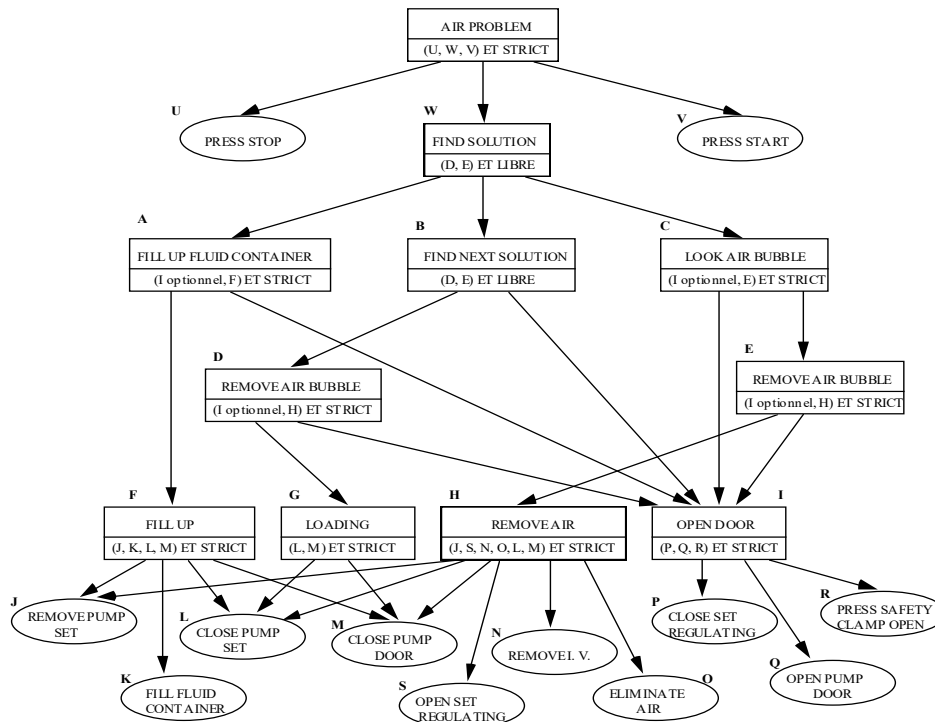 AIR PROBLEM
(U, W, V) ET STRICT
U
W
V
PRESS STOP
FIND SOLUTION
PRESS START
(D, E) ET LIBRE
A
B
C
FILL UP FLUID CONTAINER
FIND NEXT SOLUTION
LOOK AIR BUBBLE
(I optionnel, F) ET STRICT
(D, E) ET LIBRE
(I optionnel, E) ET STRICT
D
E
REMOVE AIR BUBBLE
REMOVE AIR BUBBLE
(I optionnel, H) ET STRICT
(I optionnel, H) ET STRICT
F
G
H
I
FILL UP
LOADING
REMOVE AIR
OPEN DOOR
(J, K, L, M) ET STRICT
(L, M) ET STRICT
(J, S, N, O, L, M) ET STRICT
(P, Q, R) ET STRICT
J
REMOVE PUMP
SET
L
CLOSE PUMP
SET
M
CLOSE PUMP
DOOR
N
REMOVE I. V.
P
CLOSE SET
REGULATING
R
PRESS SAFETY
CLAMP OPEN
K
FILL FLUID
CONTAINER
S
OPEN SET
REGULATING
O
ELIMINATE
AIR
Q
OPEN PUMP
DOOR